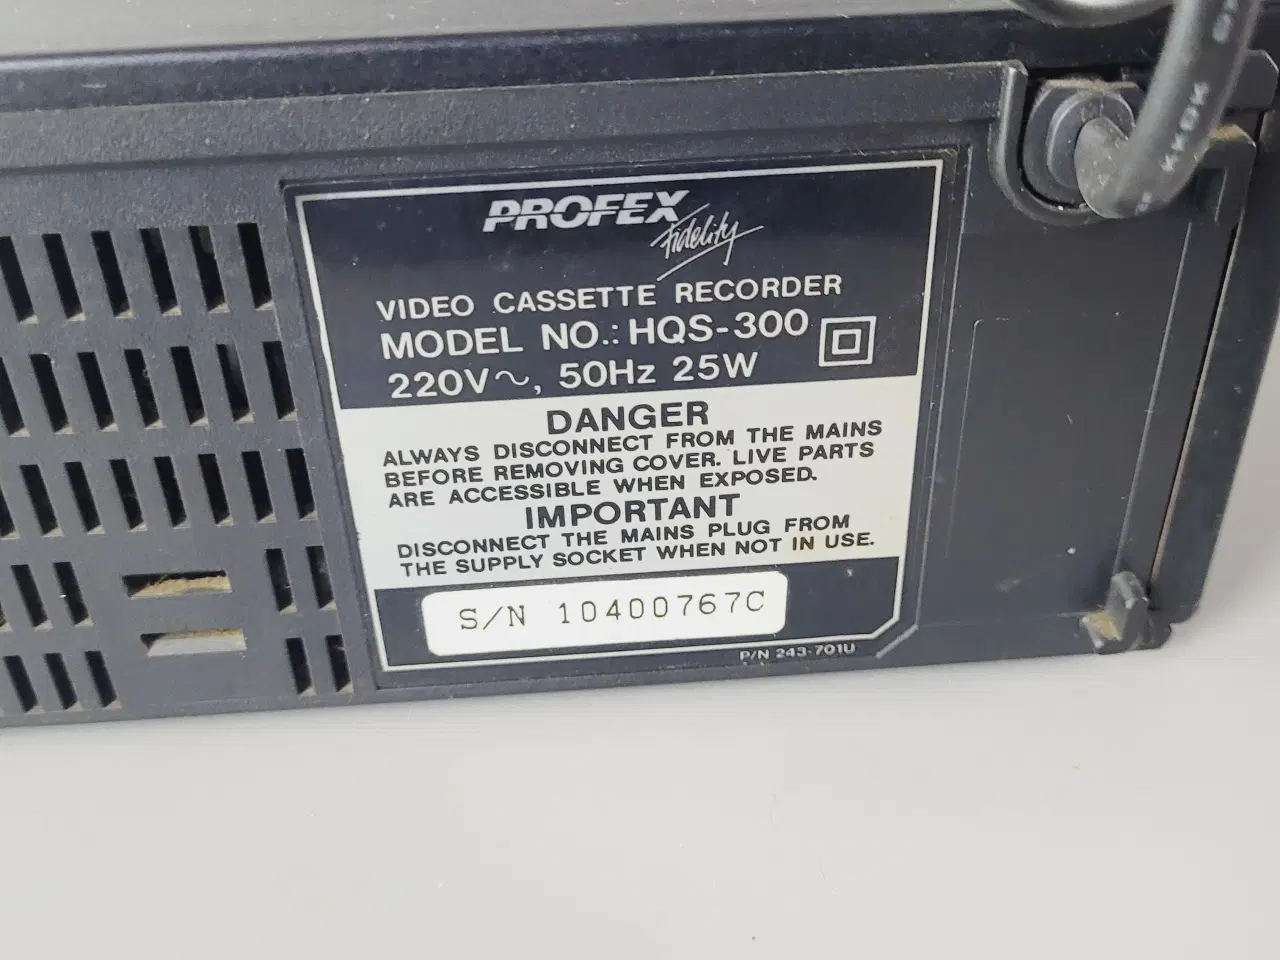 PROFEX
Fidelity
VIDEO CASSETTE RECORDER
MODEL NO.: HQS-300
220V~, 50Hz 25W
DANGER
ALWAYS DISCONNECT FROM THE MAINS
BEFORE REMOVING COVER. LIVE PARTS
ARE ACCESSIBLE WHEN EXPOSED.
IMPORTANT
DISCONNECT THE MAINS PLUG FROM
THE SUPPLY SOCKET WHEN NOT IN USE.
S/N 10400767C
P/N 243-701U